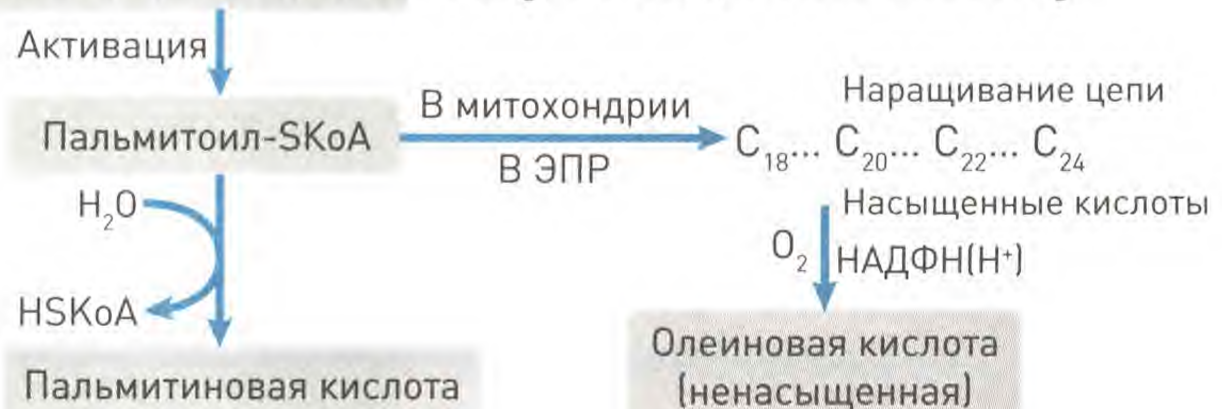 Активация
Пальмитоил-SKoA
В митохондрии
В ЭПР
Наращивание цепи
C₁₈... C₂₀... C₂₂... C₂₄
Насыщенные кислоты
H₂O
HSKoA
O₂
НАДФН(H⁺)
Пальмитиновая кислота
Олеиновая кислота
(ненасыщенная)